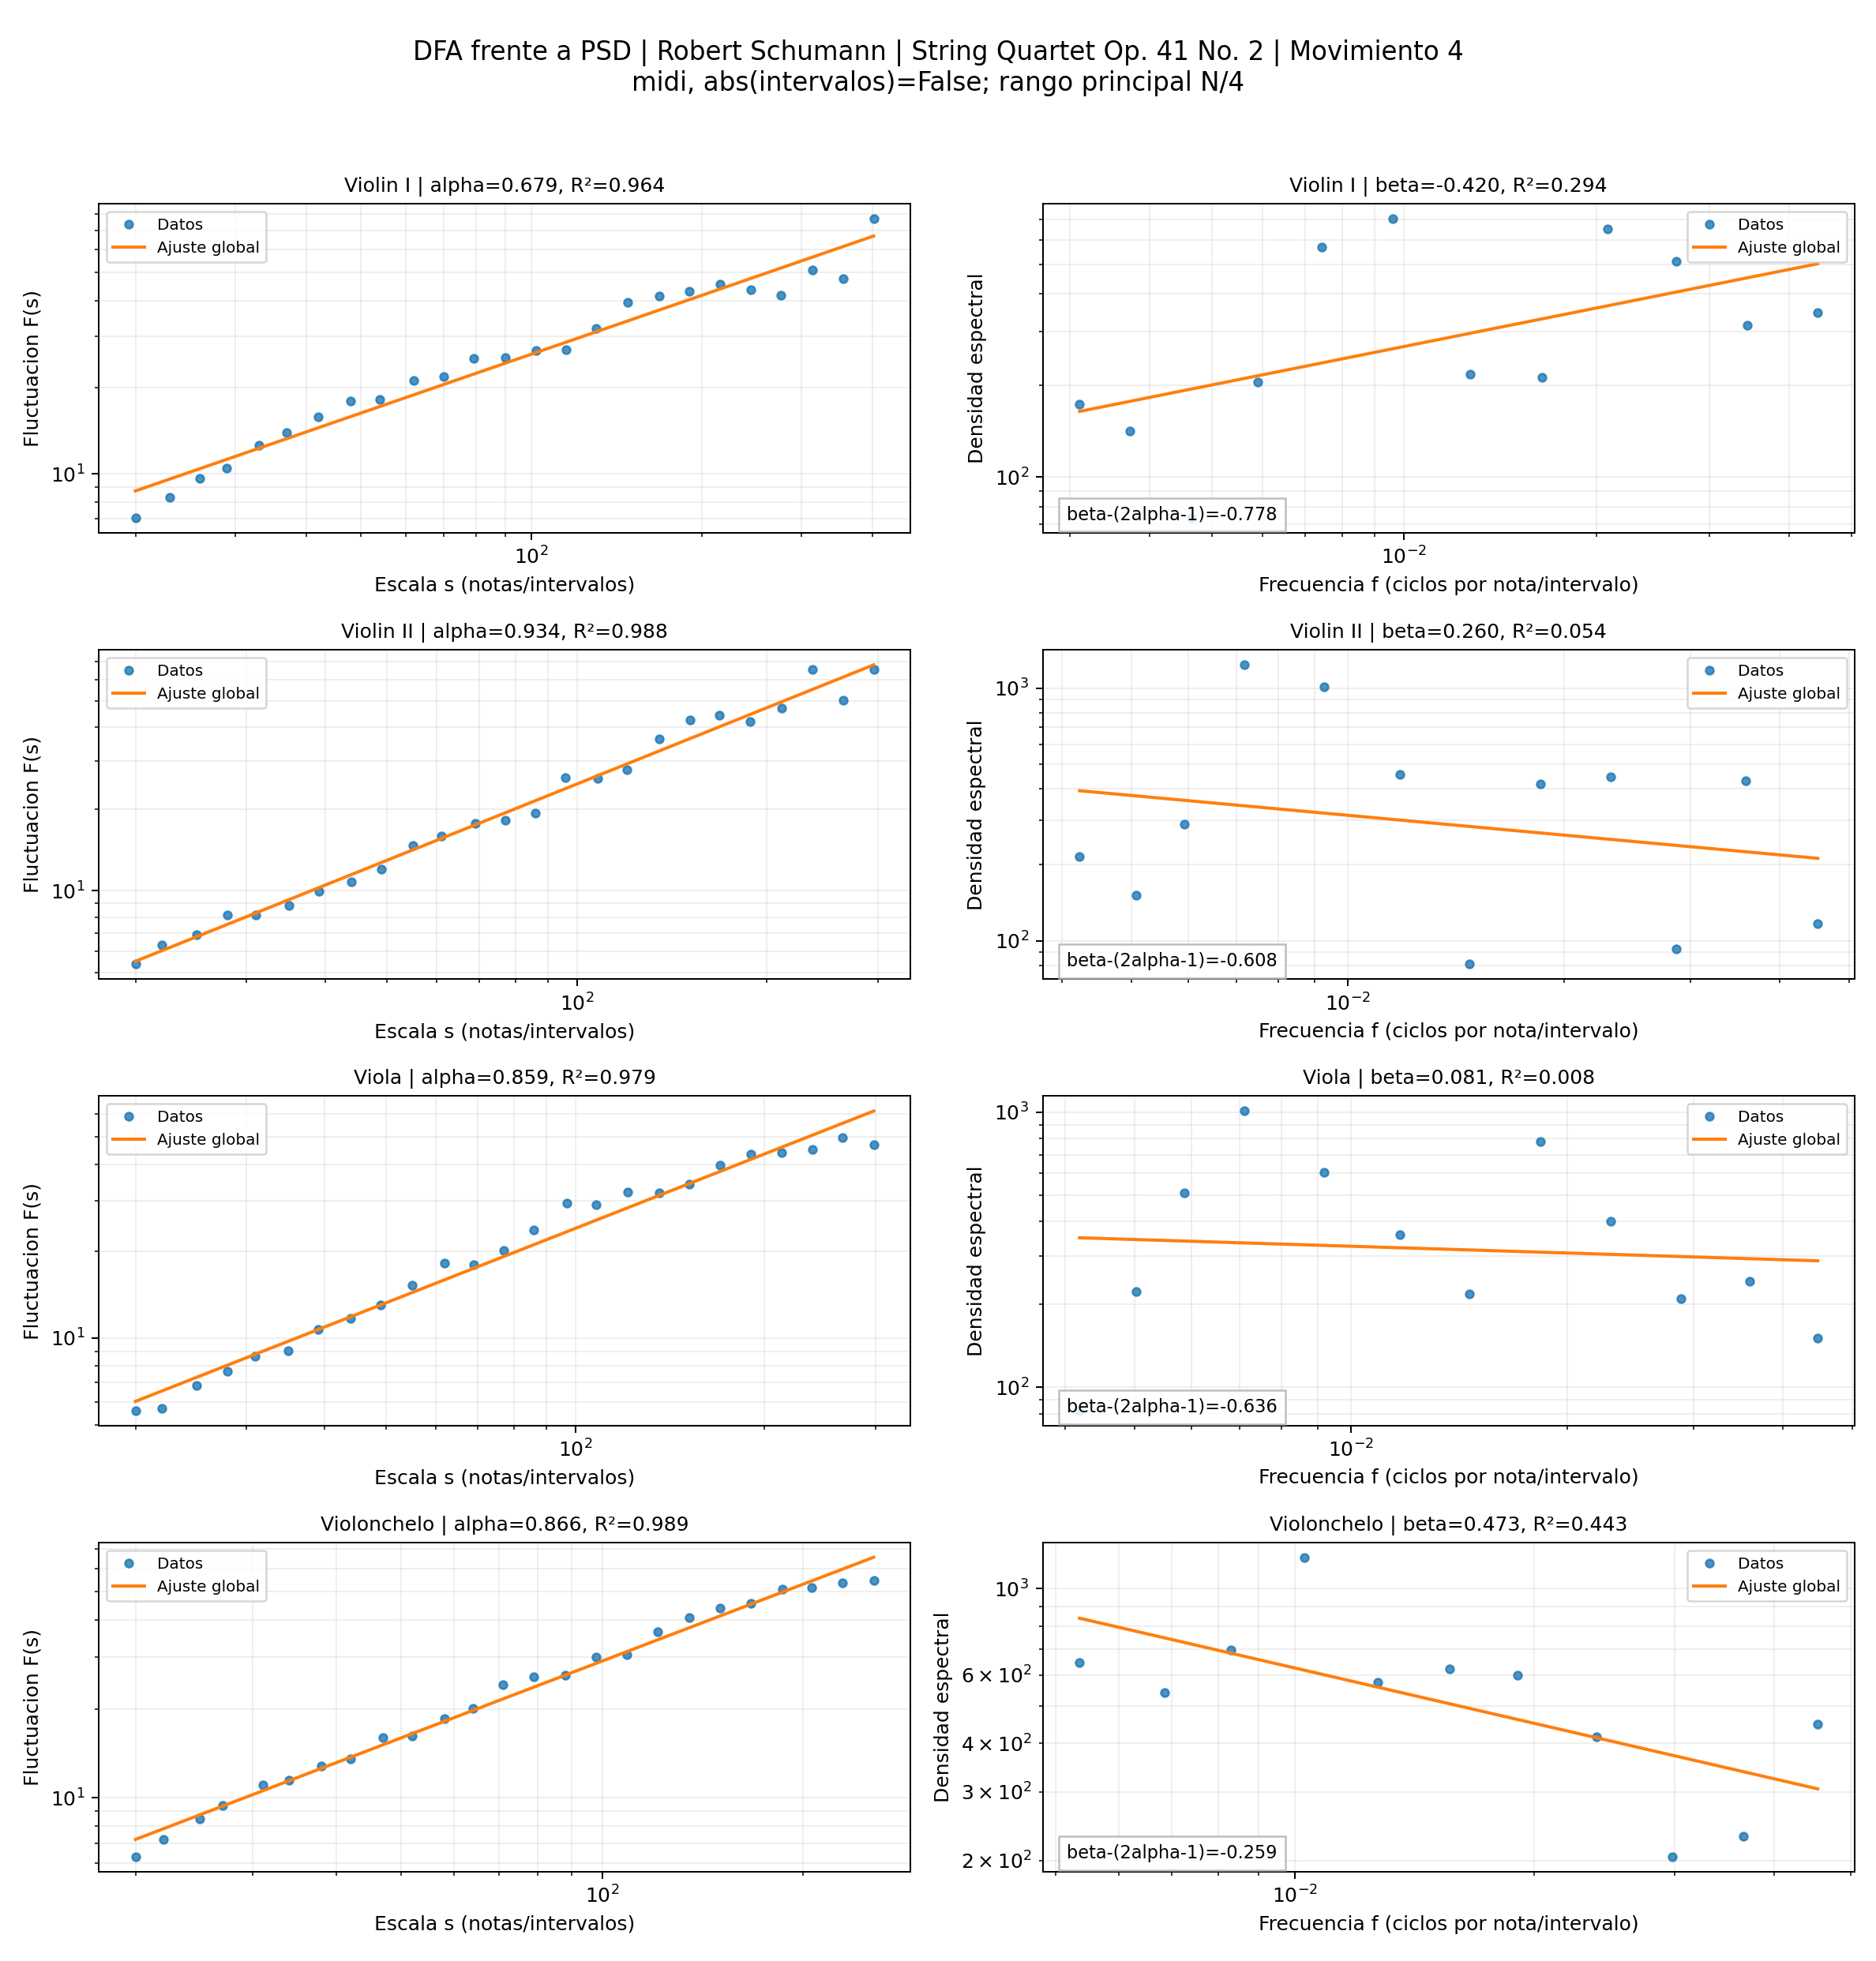 DFA frente a PSD | Robert Schumann | String Quartet Op. 41 No. 2 | Movimiento 4
midi, abs(intervalos)=False; rango principal N/4
Violin I | alpha=0.679, R²=0.964
Datos
Ajuste global
Fluctuacion F(s)
10¹
10²
Escala s (notas/intervalos)
Violin I | beta=-0.420, R²=0.294
Datos
Ajuste global
Densidad espectral
10²
beta-(2alpha-1)=-0.778
10⁻²
Frecuencia f (ciclos por nota/intervalo)
Violin II | alpha=0.934, R²=0.988
Datos
Ajuste global
Fluctuacion F(s)
10¹
10²
Escala s (notas/intervalos)
Violin II | beta=0.260, R²=0.054
Datos
Ajuste global
Densidad espectral
10³
10²
beta-(2alpha-1)=-0.608
10⁻²
Frecuencia f (ciclos por nota/intervalo)
Viola | alpha=0.859, R²=0.979
Datos
Ajuste global
Fluctuacion F(s)
10¹
10²
Escala s (notas/intervalos)
Viola | beta=0.081, R²=0.008
Datos
Ajuste global
Densidad espectral
10³
10²
beta-(2alpha-1)=-0.636
10⁻²
Frecuencia f (ciclos por nota/intervalo)
Violonchelo | alpha=0.866, R²=0.989
Datos
Ajuste global
Fluctuacion F(s)
10¹
10²
Escala s (notas/intervalos)
Violonchelo | beta=0.473, R²=0.443
Datos
Ajuste global
Densidad espectral
10³
6×10²
4×10²
3×10²
2×10²
beta-(2alpha-1)=-0.259
10⁻²
Frecuencia f (ciclos por nota/intervalo)